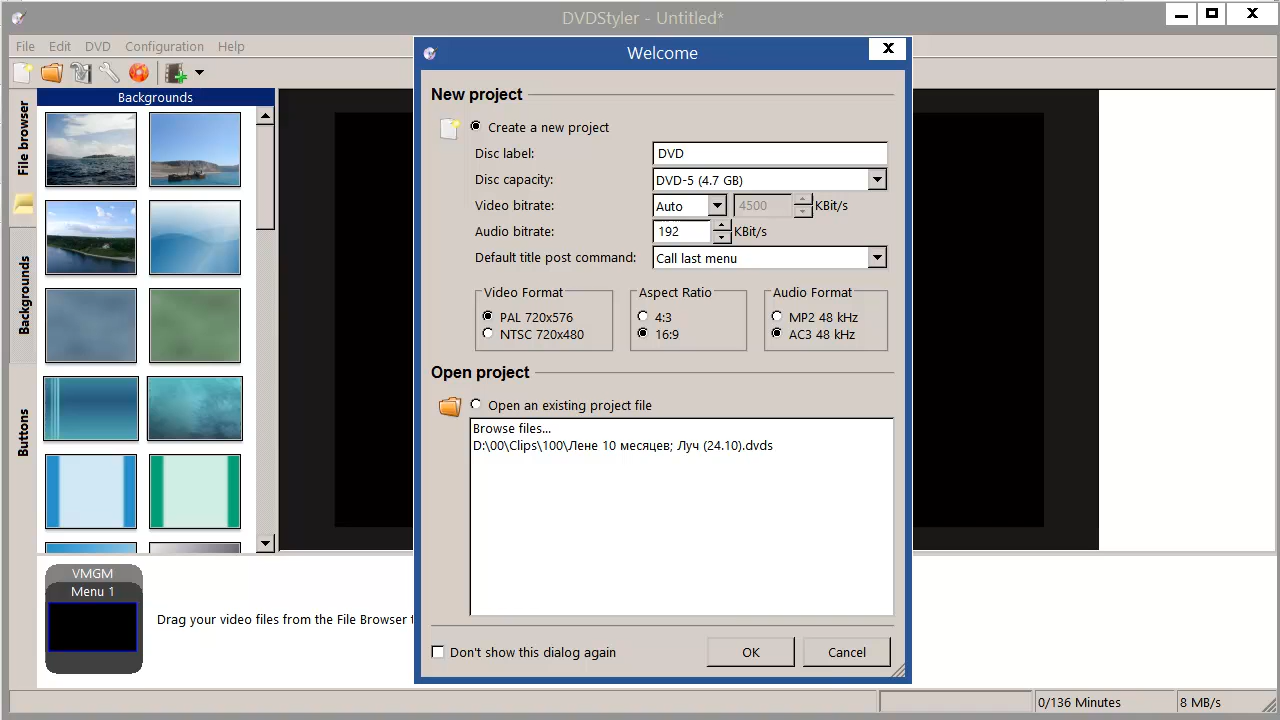 DVDStyler - Untitled*
File Edit DVD Configuration Help
Welcome
File browser
Backgrounds
Buttons
Backgrounds
New project
Create a new project
Disc label: DVD
Disc capacity: DVD-5 (4.7 GB)
Video bitrate: Auto 4500 KBit/s
Audio bitrate: 192 KBit/s
Default title post command: Call last menu
Video Format
PAL 720x576
NTSC 720x480
Aspect Ratio
4:3
16:9
Audio Format
MP2 48 kHz
AC3 48 kHz
Open project
Open an existing project file
Browse files...
D:\00\Clips\100\Лене 10 месяцев; Луч (24.10).dvds
Don't show this dialog again
OK
Cancel
VMGM
Menu 1
Drag your video files from the File Browser
0/136 Minutes
8 MB/s